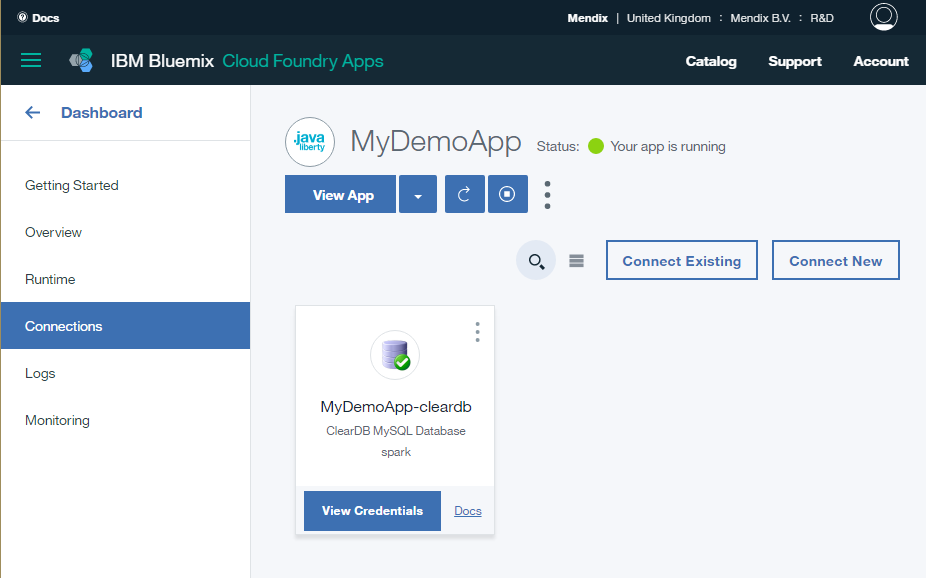 Docs
Mendix | United Kingdom : Mendix B.V. : R&D
IBM Bluemix Cloud Foundry Apps
Catalog Support Account
Dashboard
Getting Started
Overview
Runtime
Connections
Logs
Monitoring
java
liberty
MyDemoApp
Status: Your app is running
View App
Connect Existing Connect New
MyDemoApp-cleardb
ClearDB MySQL Database
spark
View Credentials Docs